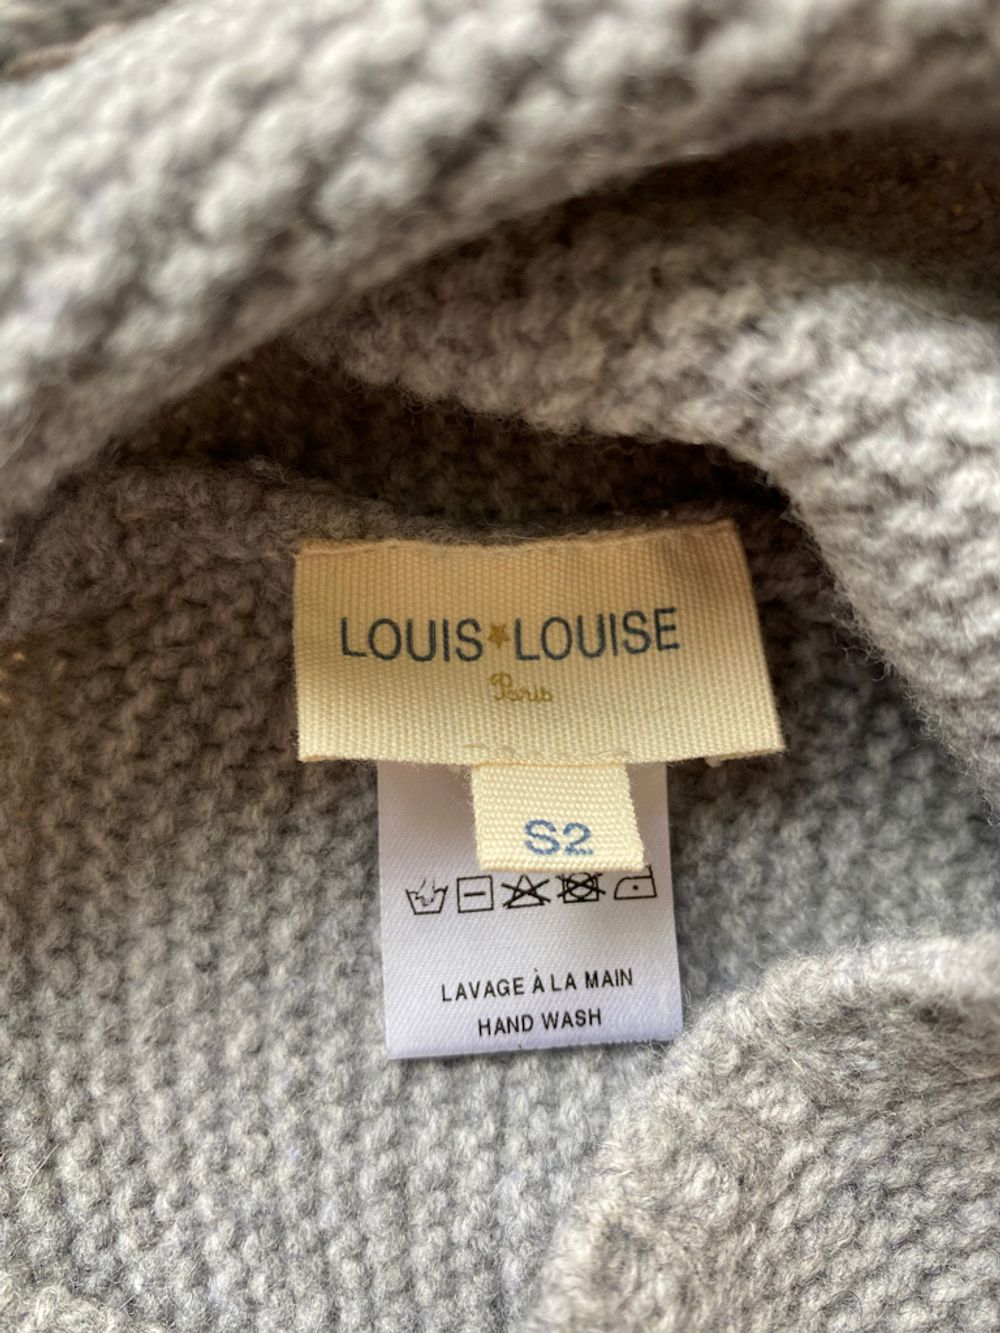 LOUIS★LOUISE
Paris
S2
LAVAGE À LA MAIN
HAND WASH